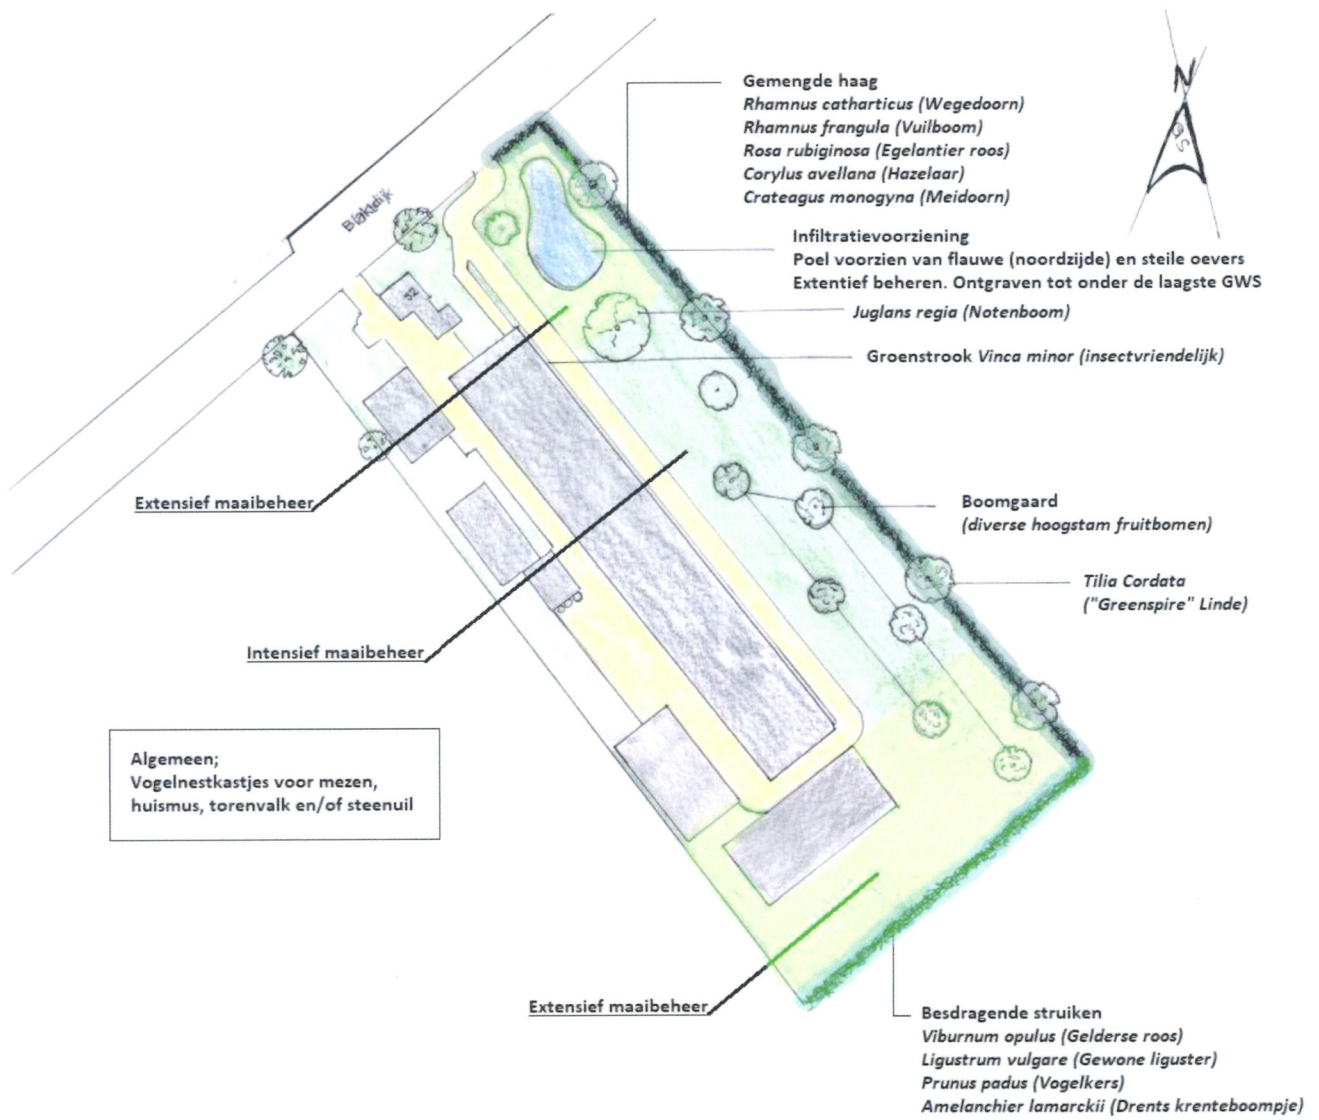 Gemengde haag
Rhamnus catharticus (Wegedoorn)
Rhamnus frangula (Vuilboom)
Rosa rubiginosa (Egelantier roos)
Corylus avellana (Hazelaar)
Crateagus monogyna (Meidoorn)
N
Infiltratievoorziening
Poel voorzien van flauwe (noordzijde) en steile oevers
Extentief beheren. Ontgraven tot onder de laagste GWS
Juglans regia (Notenboom)
Groenstrook Vinca minor (insectvriendelijk)
52
Extensief maaibeheer
Boomgaard
(diverse hoogstam fruitbomen)
Tilia Cordata
("Greenspire" Linde)
Intensief maaibeheer
Algemeen;
Vogelnestkastjes voor mezen,
huismus, torenvalk en/of steenuil
Extensief maaibeheer
Besdragende struiken
Viburnum opulus (Gelderse roos)
Ligustrum vulgare (Gewone liguster)
Prunus padus (Vogelkers)
Amelanchier lamarckii (Drents krenteboompje)